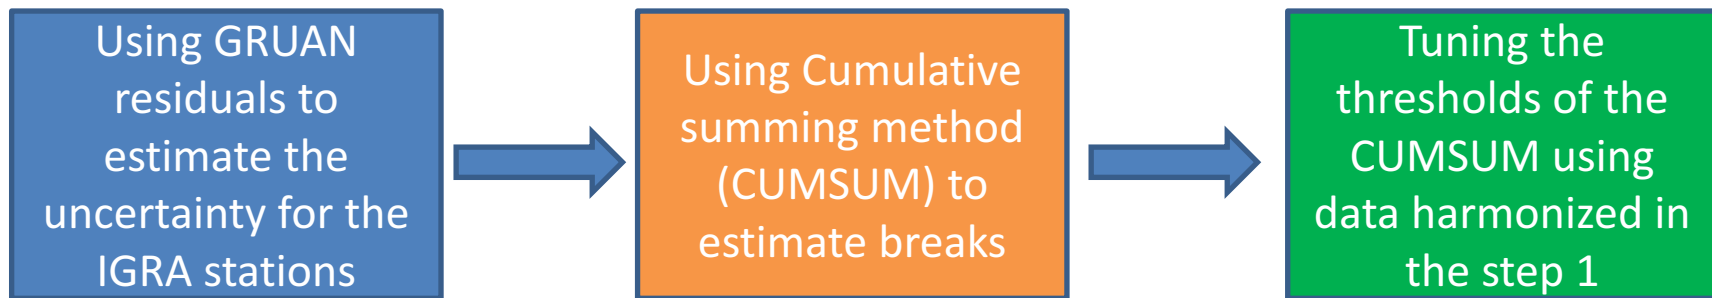 Using GRUAN
residuals to
estimate the
uncertainty for the
IGRA stations
Using Cumulative
summing method
(CUMSUM) to
estimate breaks
Tuning the
thresholds of the
CUMSUM using
data harmonized in
the step 1